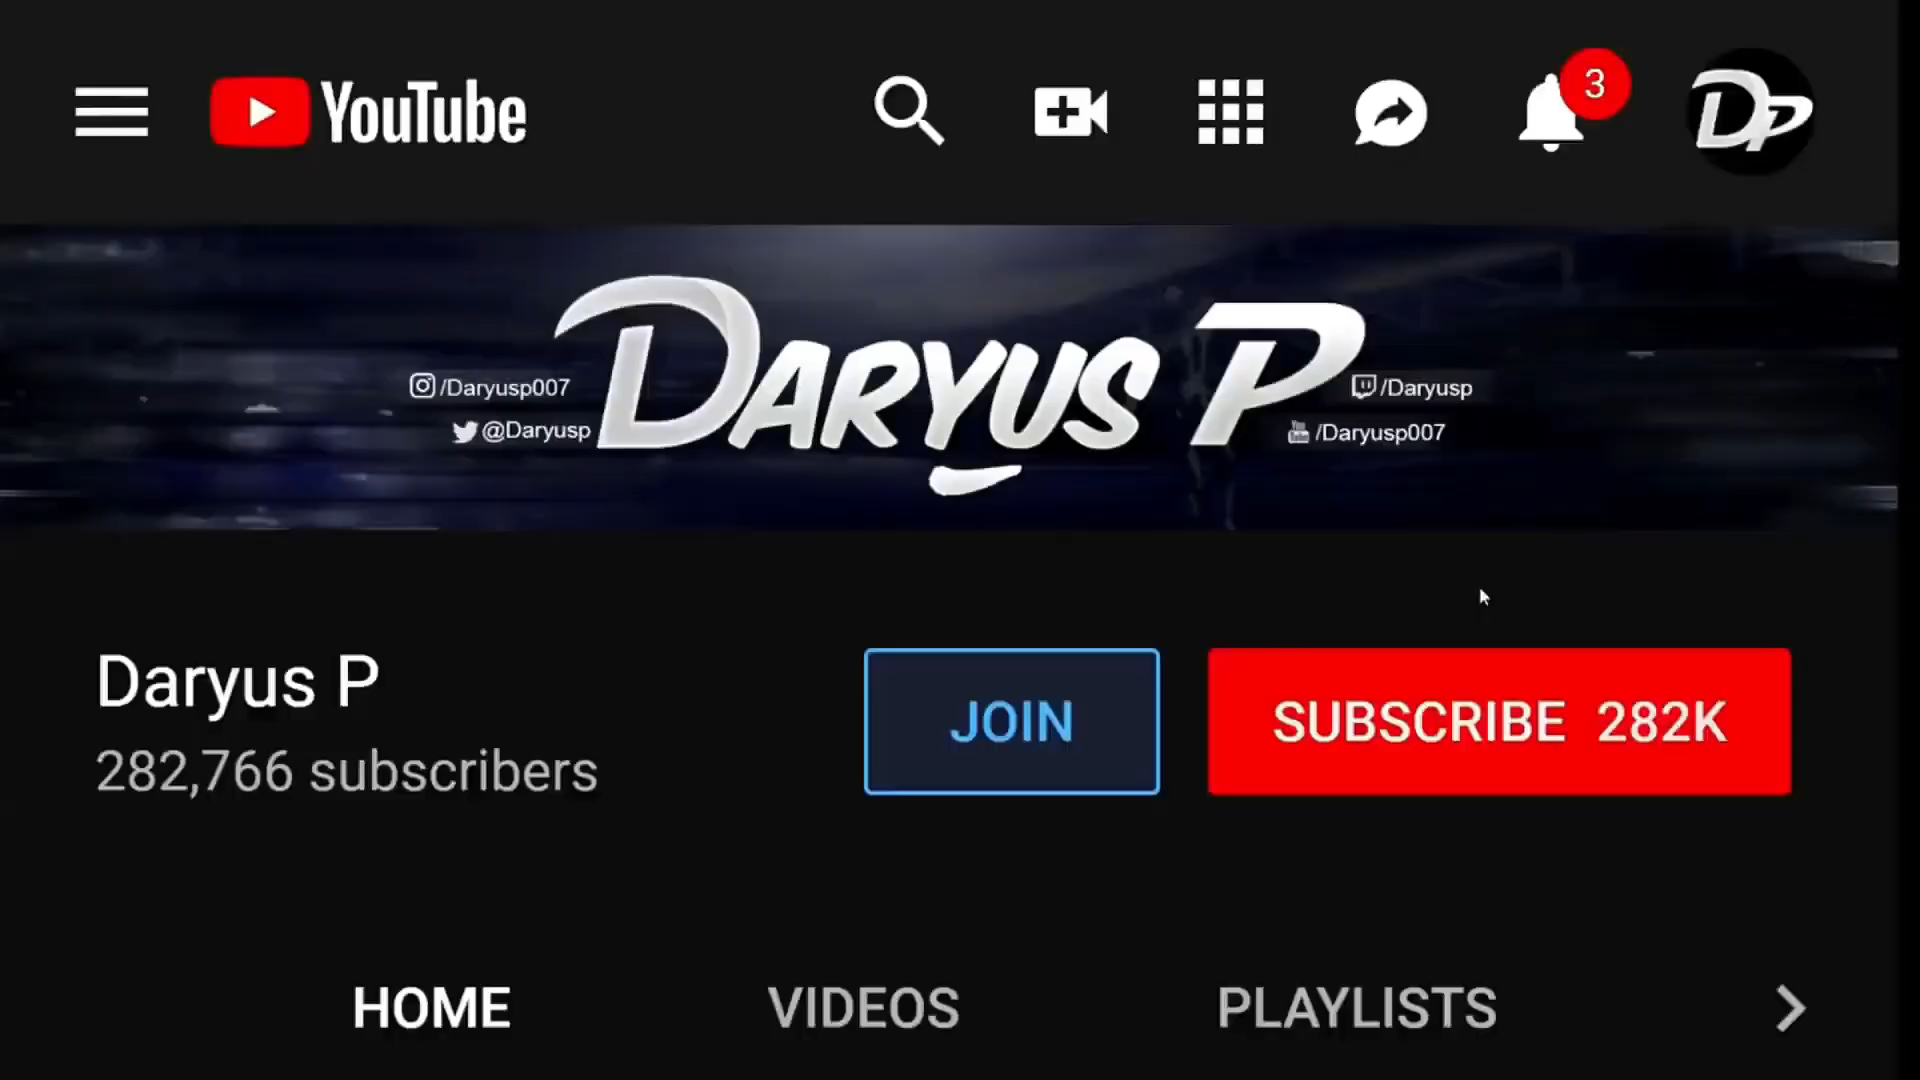 YouTube
3
DP
DARYUS P
/Daryusp007
/Daryusp
@Daryusp
/Daryusp007
Daryus P
JOIN
SUBSCRIBE 282K
282,766 subscribers
HOME
VIDEOS
PLAYLISTS